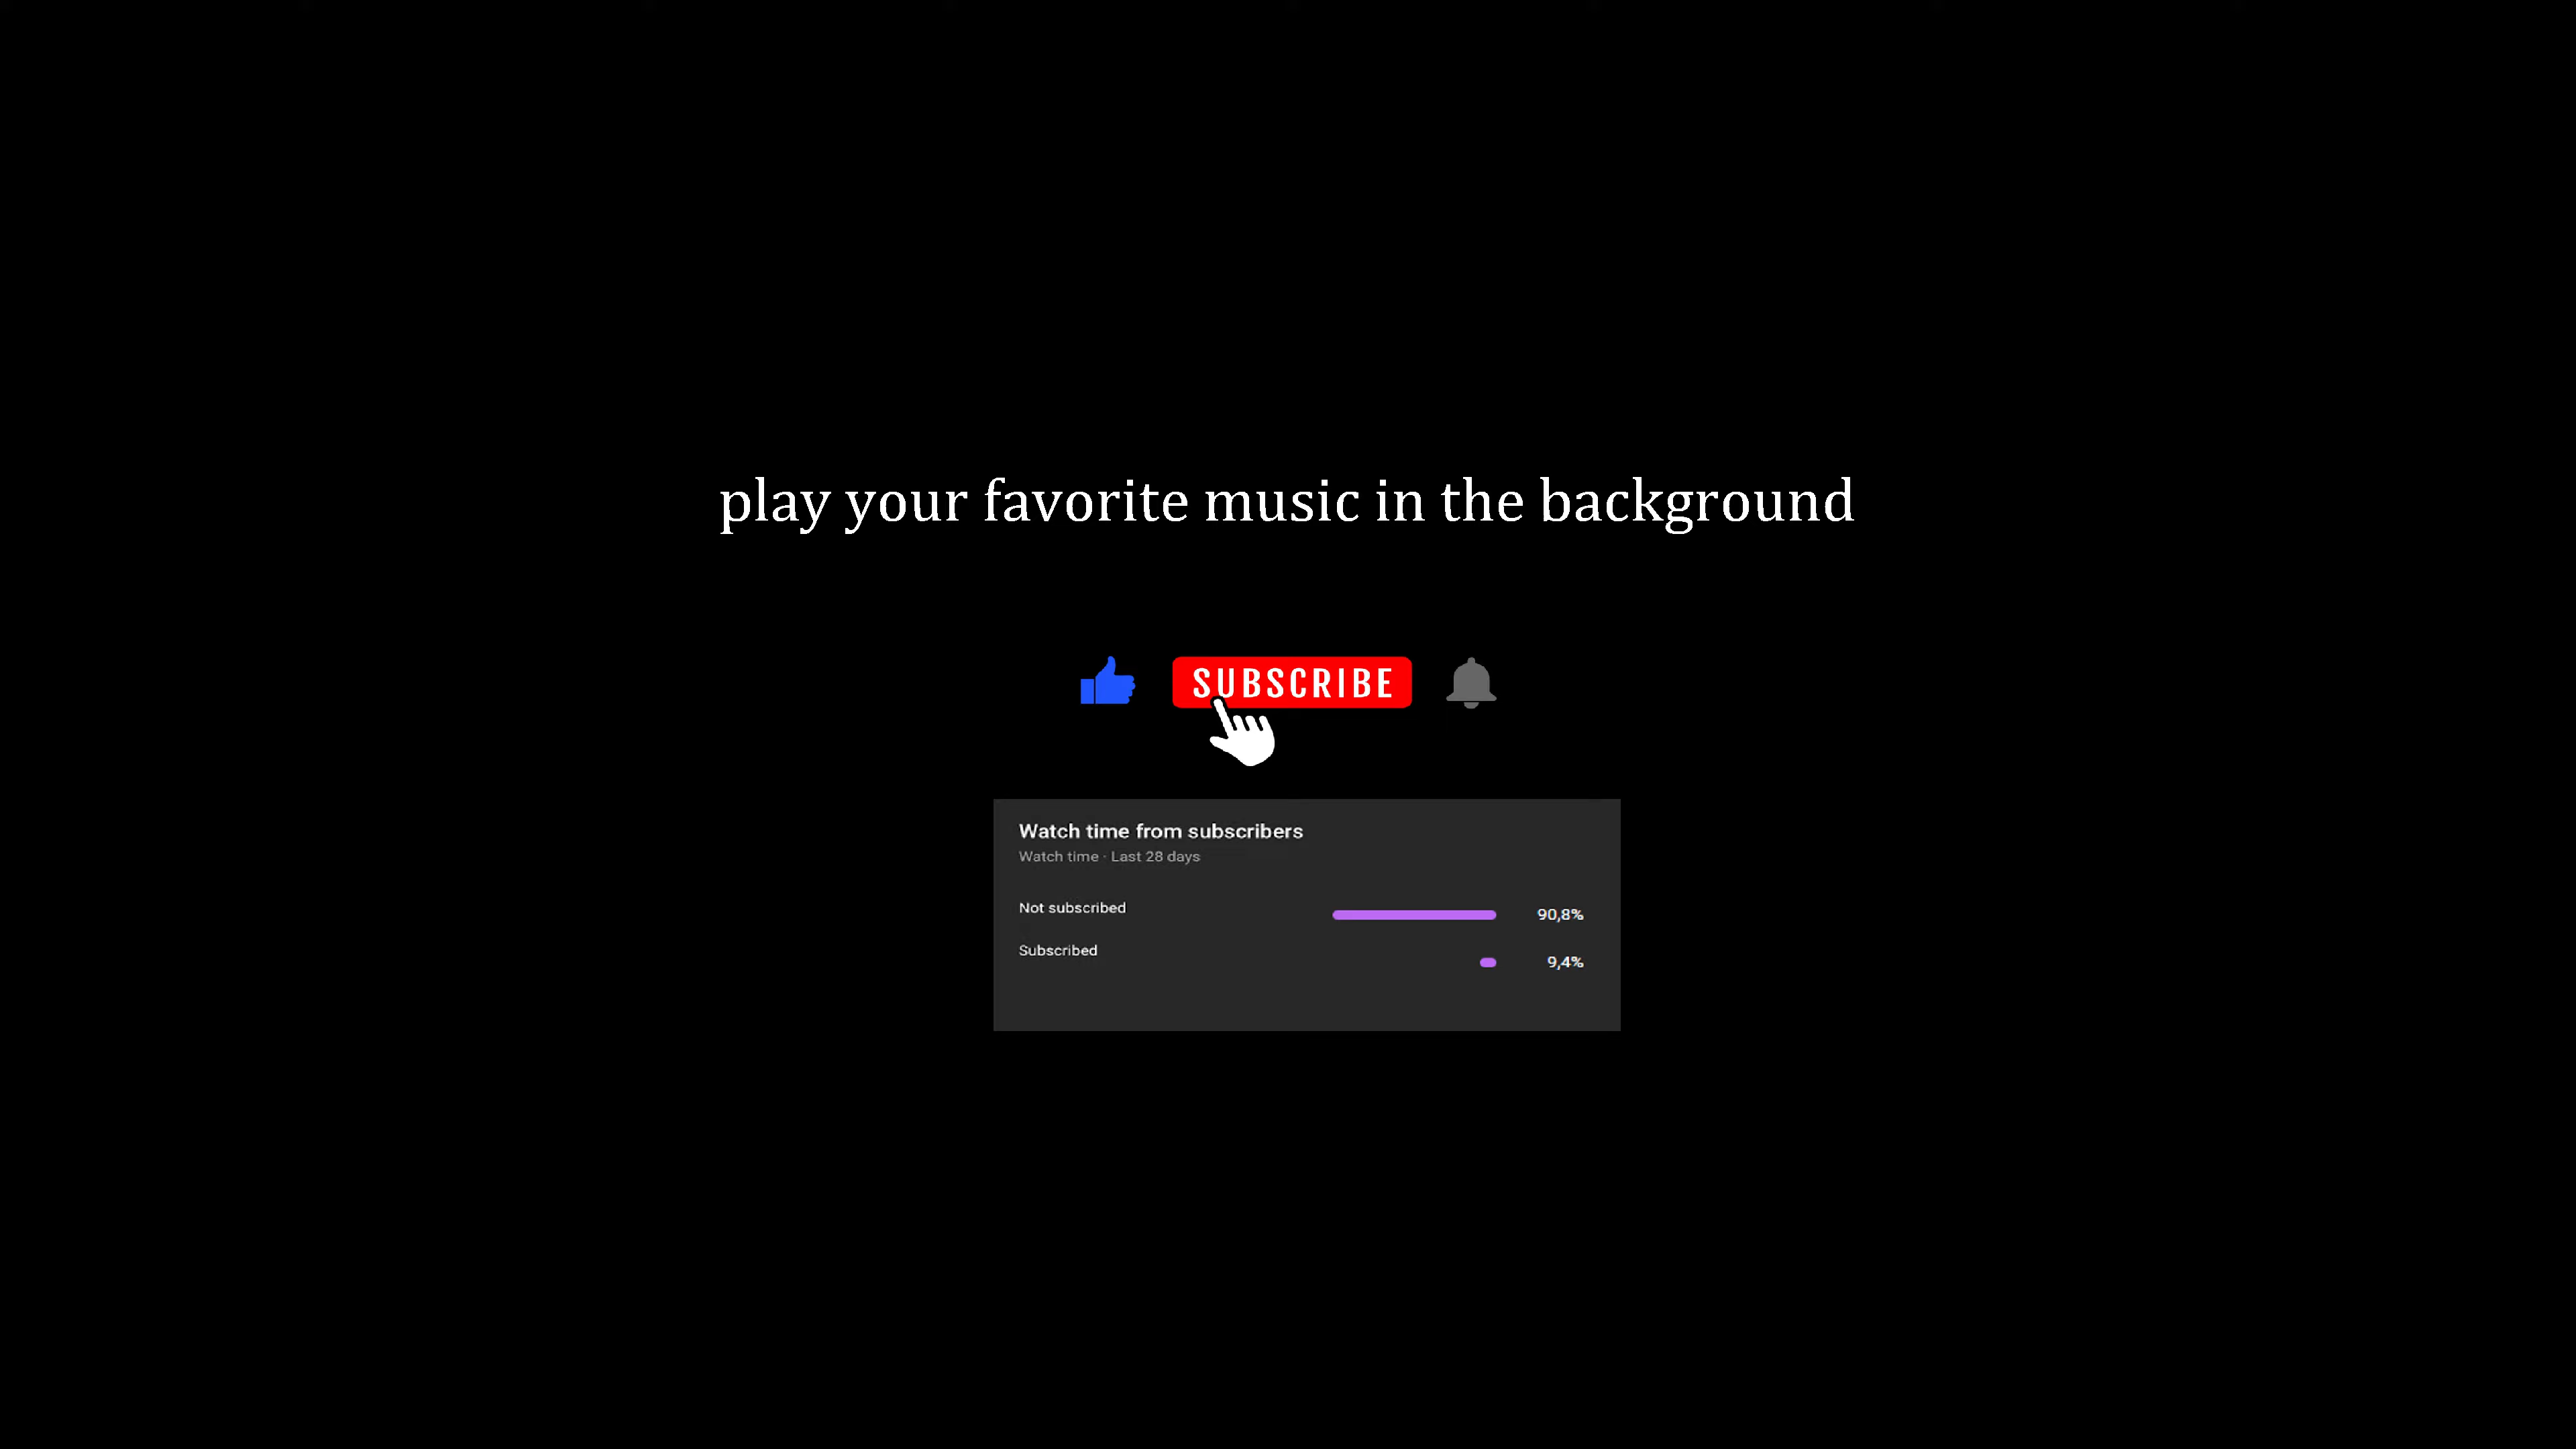 play your favorite music in the background
SUBSCRIBE
Watch time from subscribers
Watch time · Last 28 days
Not subscribed 90,8%
Subscribed 9,4%